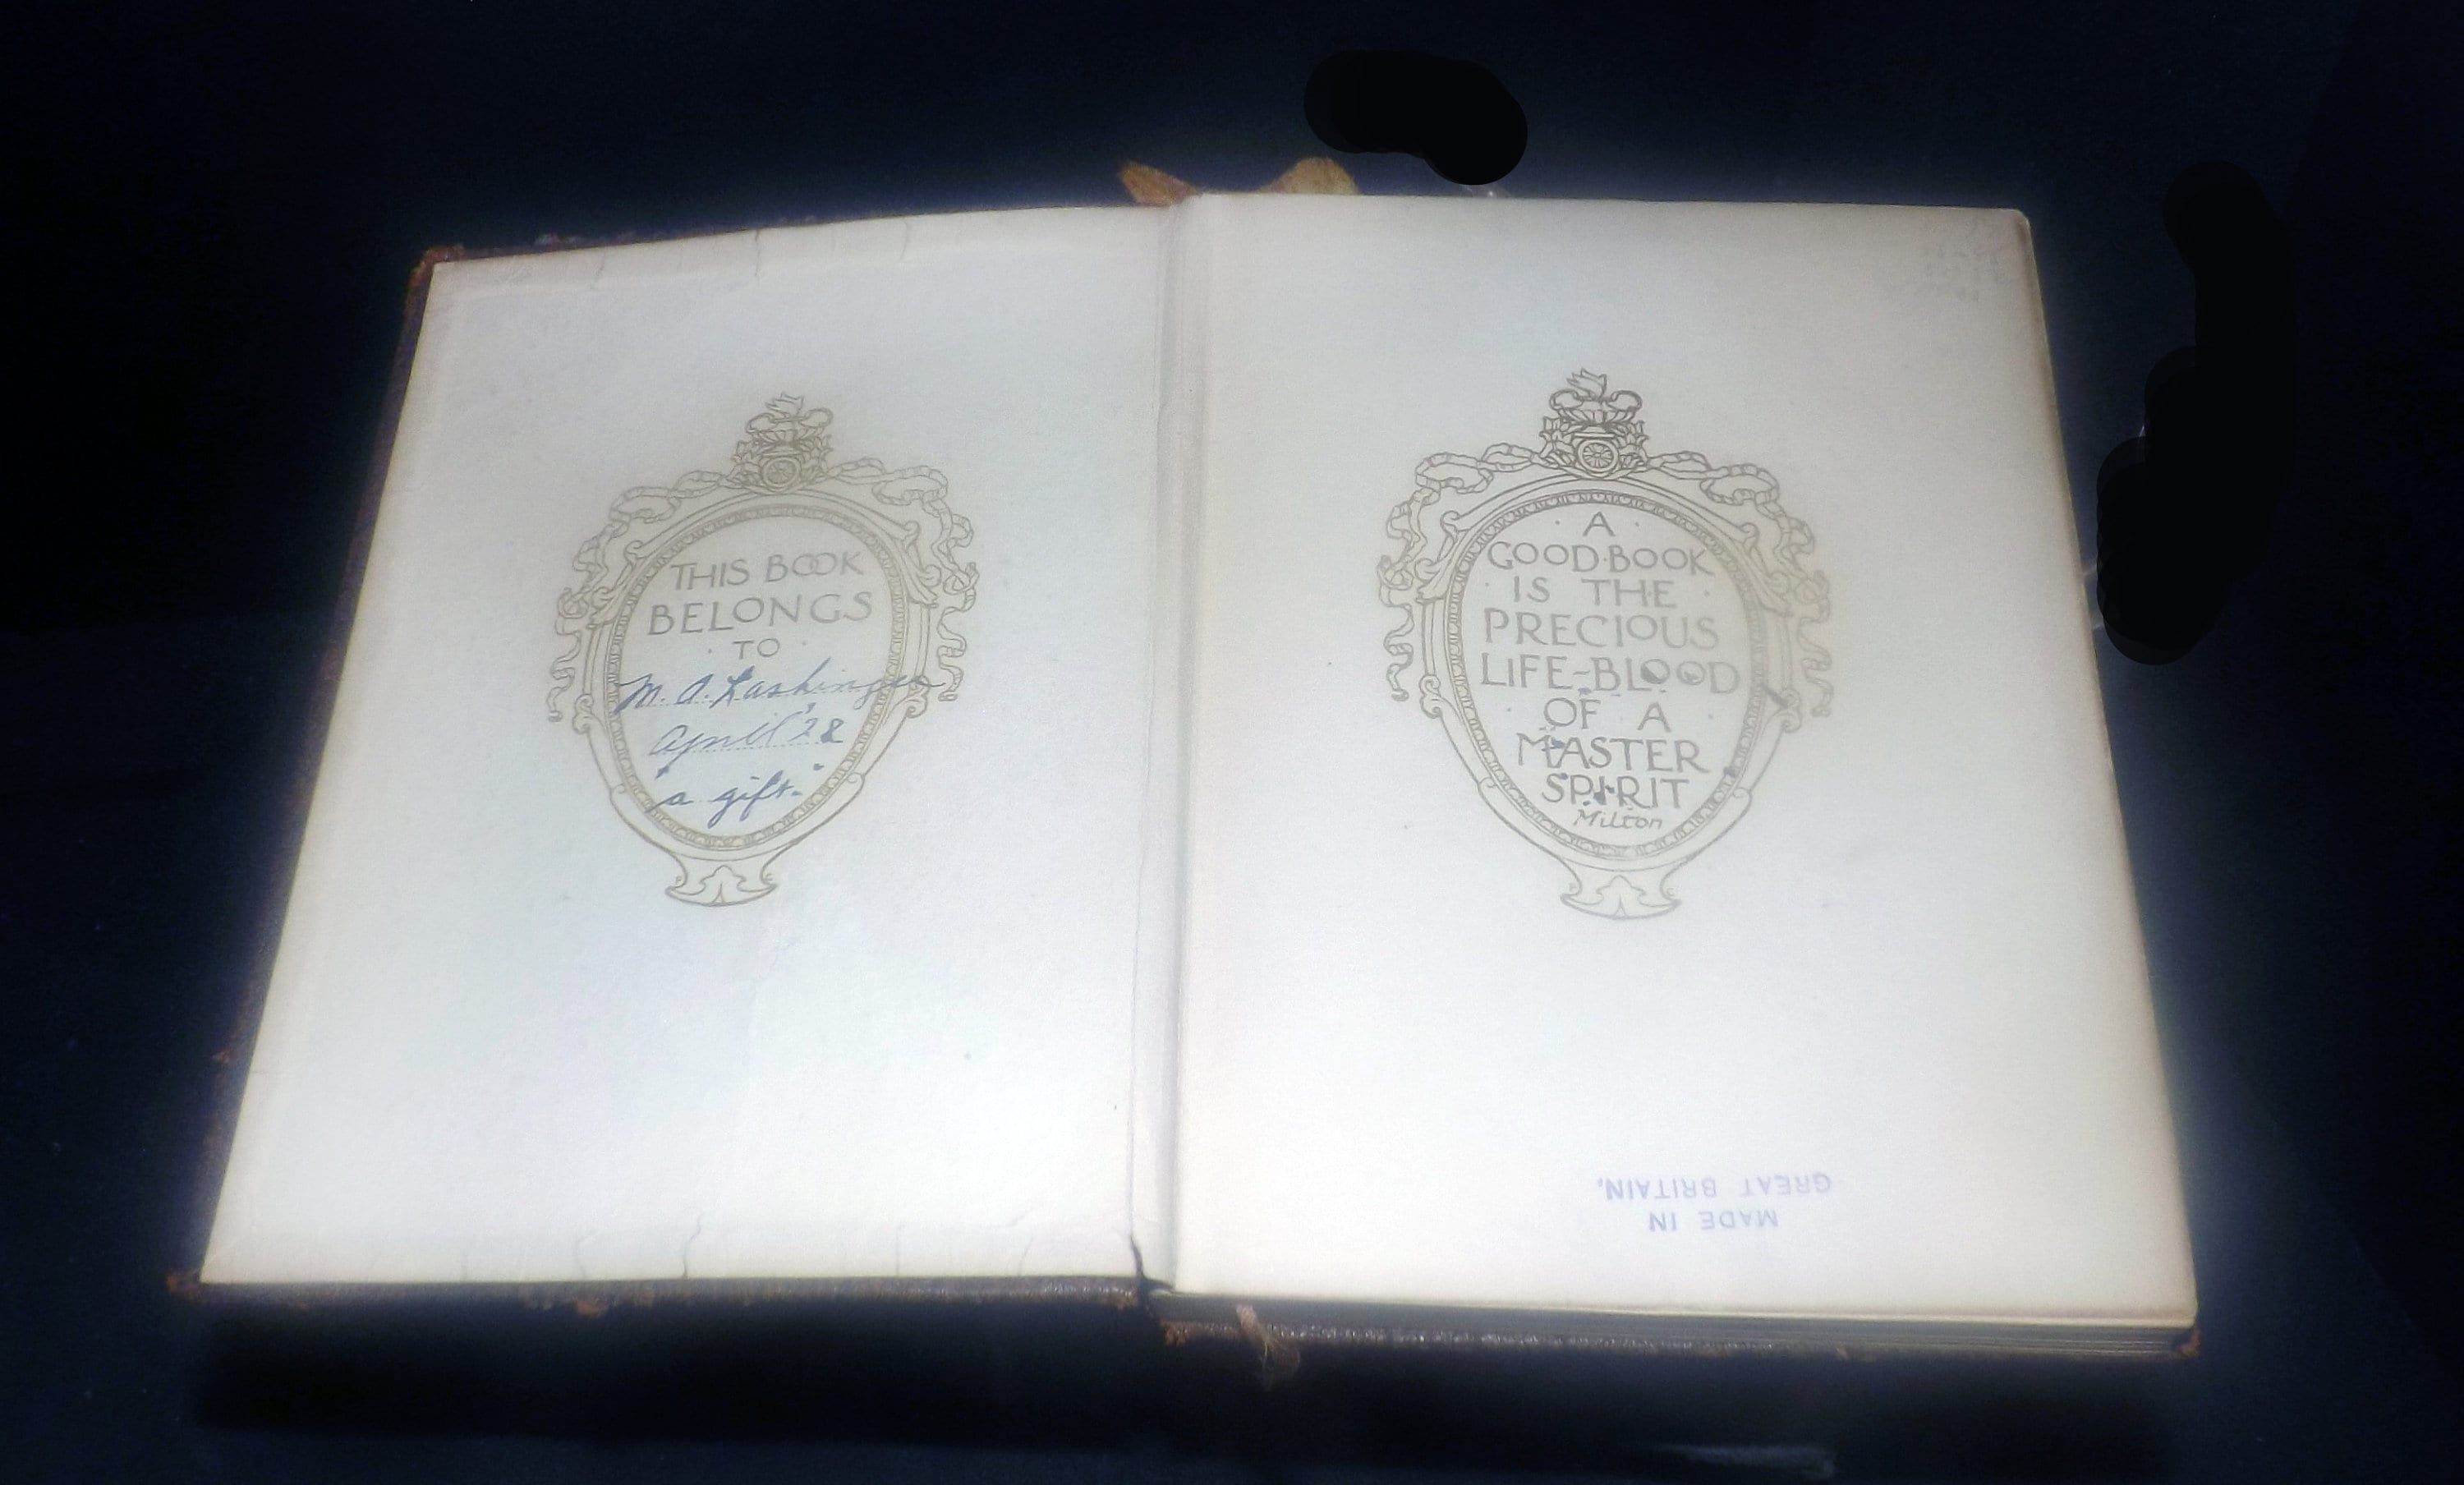 THIS BOOK
BELONGS
· TO ·
M. A. Lashinger
April '28
"a gift."
· A ·
GOOD·BOOK
· IS THE ·
PRECIOUS
LIFE-BLOOD
· OF A ·
MASTER
SPIRIT
Milton
MADE IN
GREAT BRITAIN.